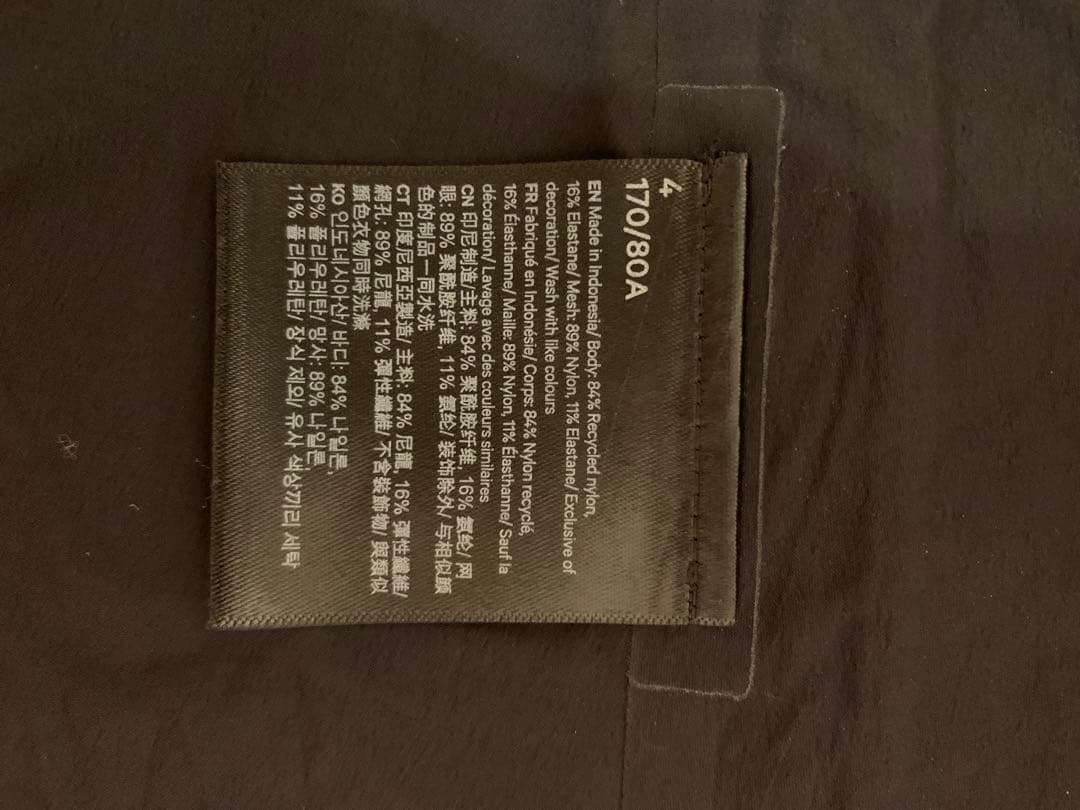 4
170/80A
EN Made in Indonesia/ Body: 84% Recycled nylon,
16% Elastane/ Mesh: 89% Nylon, 11% Elastane/ Exclusive of
decoration/ Wash with like colours
FR Fabriqué en Indonésie/ Corps: 84% Nylon recyclé,
16% Élasthanne/ Maille: 89% Nylon, 11% Élasthanne/ Sauf la
décoration/ Lavage avec des couleurs similaires
CN 印尼制造/主料: 84% 聚酰胺纤维, 16% 氨纶/ 网
眼: 89% 聚酰胺纤维, 11% 氨纶/ 装饰除外/ 与相似颜
色的制品一同水洗
CT 印度尼西亞製造/ 主料: 84% 尼龍, 16% 彈性纖維/
網孔: 89% 尼龍, 11% 彈性纖維/ 不含裝飾物/ 與類似
顏色衣物同時洗滌
KO 인도네시아산/ 바디: 84% 나일론,
16% 폴리우레탄/ 망사: 89% 나일론,
11% 폴리우레탄/ 장식 제외/ 유사 색상끼리 세탁